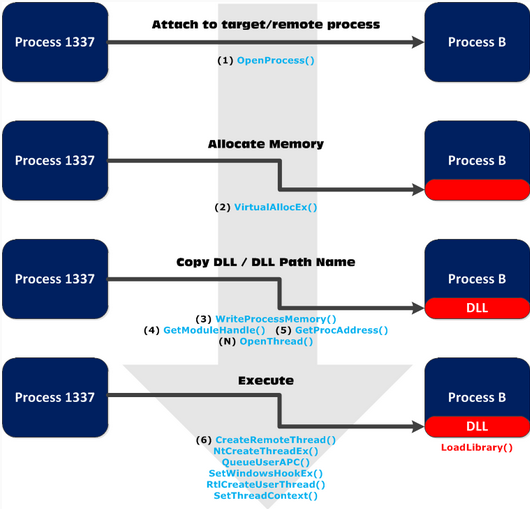 Process 1337
Attach to target/remote process
Process B
(1) OpenProcess()
Process 1337
Allocate Memory
Process B
(2) VirtualAllocEx()
Process 1337
Copy DLL / DLL Path Name
Process B
DLL
(3) WriteProcessMemory()
(4) GetModuleHandle() (5) GetProcAddress()
(N) OpenThread()
Process 1337
Execute
Process B
DLL
(6) CreateRemoteThread()
LoadLibrary()
NtCreateThreadEx()
QueueUserAPC()
SetWindowsHookEx()
RtlCreateUserThread()
SetThreadContext()